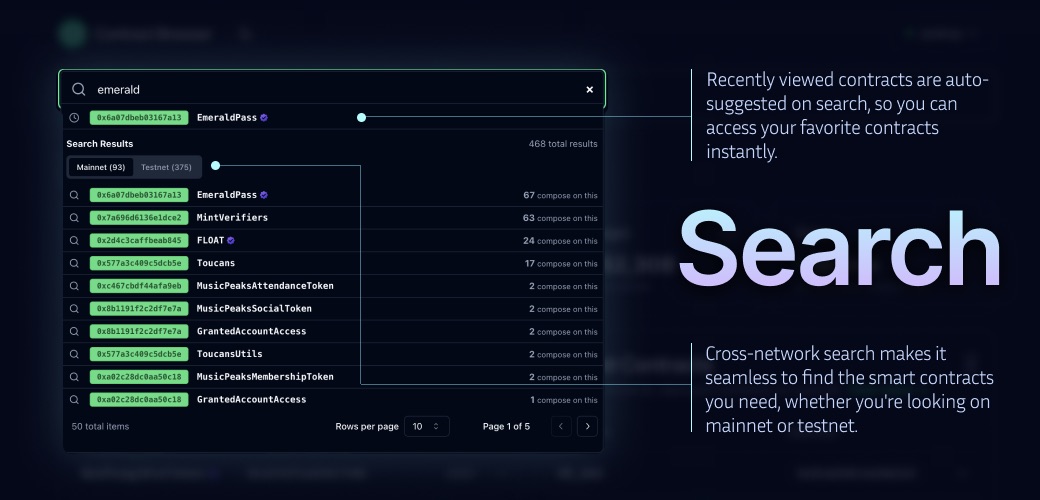 emerald ×
0x6a07dbeb03167a13 EmeraldPass
Search Results 468 total results
Mainnet (93) Testnet (375)
0x6a07dbeb03167a13 EmeraldPass 67 compose on this
0x7a696d6136e1dce2 MintVerifiers 63 compose on this
0x2d4c3caffbeab845 FLOAT 24 compose on this
0x577a3c409c5dcb5e Toucans 17 compose on this
0xc467cbdf44afa9eb MusicPeaksAttendanceToken 2 compose on this
0x8b1191f2c2df7e7a MusicPeaksSocialToken 2 compose on this
0x8b1191f2c2df7e7a GrantedAccountAccess 2 compose on this
0x577a3c409c5dcb5e ToucansUtils 2 compose on this
0xa02c28dc0aa50c18 MusicPeaksMembershipToken 2 compose on this
0xa02c28dc0aa50c18 GrantedAccountAccess 1 compose on this
50 total items Rows per page 10 Page 1 of 5
Recently viewed contracts are auto-
suggested on search, so you can
access your favorite contracts
instantly.
Search
Cross-network search makes it
seamless to find the smart contracts
you need, whether you're looking on
mainnet or testnet.